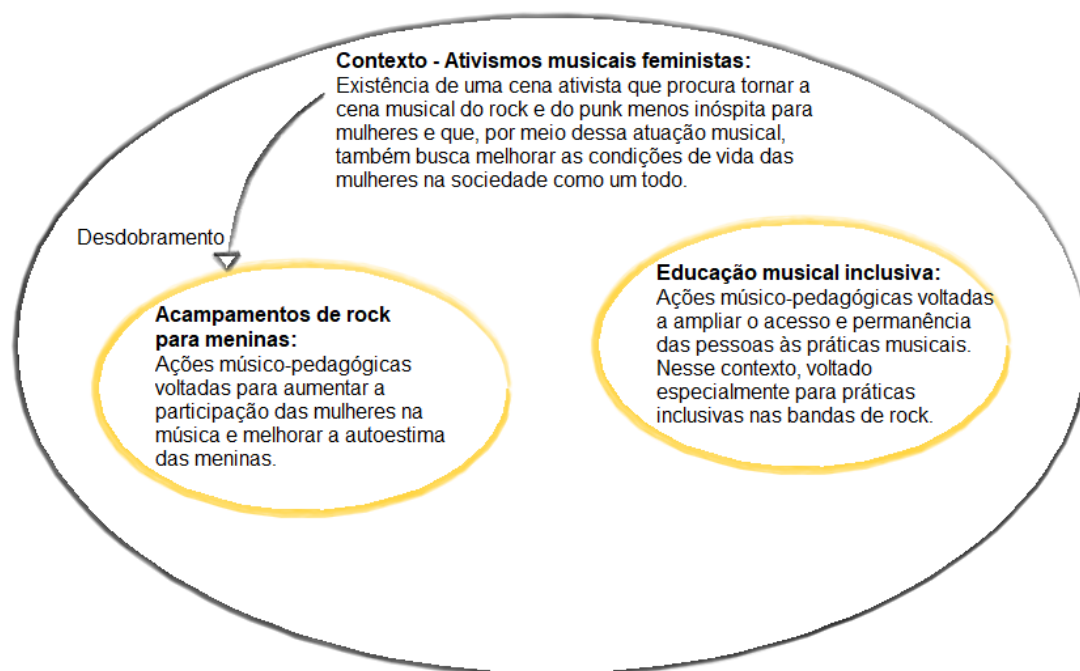 Contexto - Ativismos musicais feministas:
Existência de uma cena ativista que procura tornar a
cena musical do rock e do punk menos inóspita para
mulheres e que, por meio dessa atuação musical,
também busca melhorar as condições de vida das
mulheres na sociedade como um todo.
Desdobramento
Acampamentos de rock
para meninas:
Ações músico-pedagógicas
voltadas para aumentar a
participação das mulheres na
música e melhorar a autoestima
das meninas.
Educação musical inclusiva:
Ações músico-pedagógicas voltadas
a ampliar o acesso e permanência
das pessoas às práticas musicais.
Nesse contexto, voltado
especialmente para práticas
inclusivas nas bandas de rock.